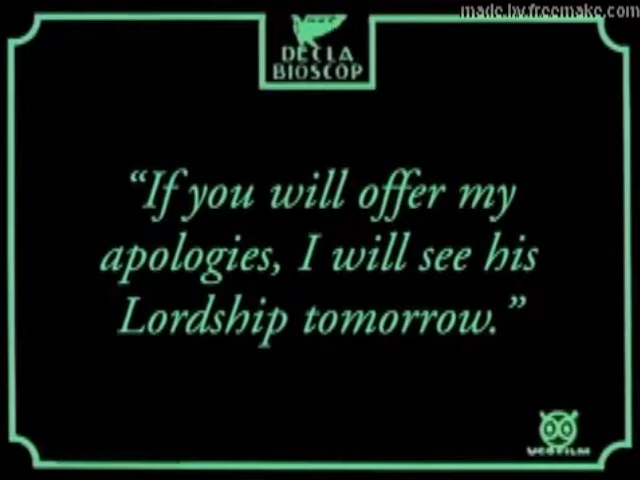 made.by.freemake.com
DECLA
BIOSCOP
“If you will offer my
apologies, I will see his
Lordship tomorrow.”